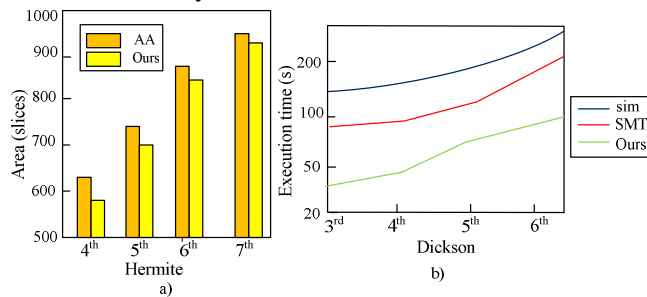 1000
900
800
700
600
500
Area (slices)
AA
Ours
4th
5th
6th
7th
Hermite
a)
200
100
50
20
Execution time (s)
3rd
4th
5th
6th
Dickson
b)
sim
SMT
Ours